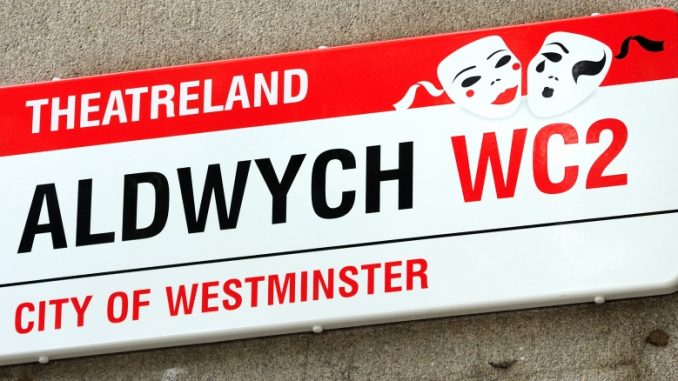 THEATRELAND
ALDWYCH WC2
CITY OF WESTMINSTER